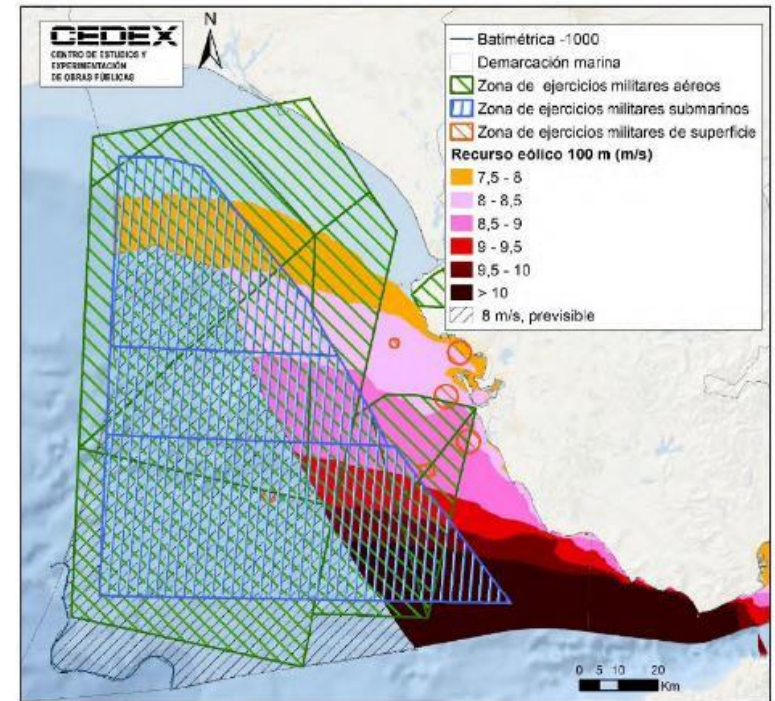 CEDEX
CENTRO DE ESTUDIOS Y
EXPERIMENTACIÓN
DE OBRAS PÚBLICAS
N
Batimétrica -1000
Demarcación marina
Zona de ejercicios militares aéreos
Zona de ejercicios militares submarinos
Zona de ejercicios militares de superficie
Recurso eólico 100 m (m/s)
7,5 - 8
8 - 8,5
8,5 - 9
9 - 9,5
9,5 - 10
> 10
8 m/s, previsible
0 5 10 20
Km